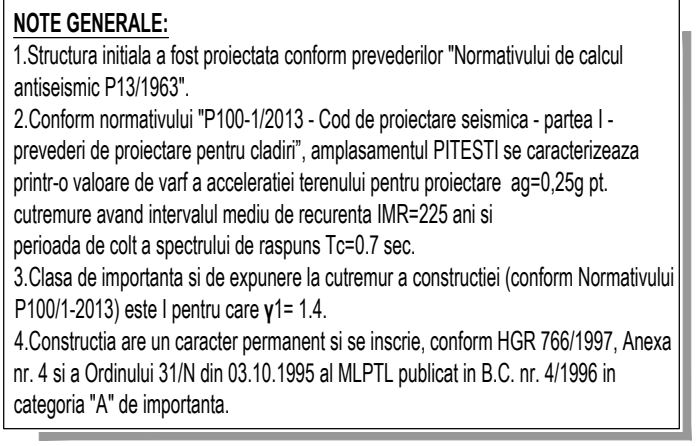 NOTE GENERALE:
1.Structura initiala a fost proiectata conform prevederilor "Normativului de calcul
antiseismic P13/1963".
2.Conform normativului "P100-1/2013 - Cod de proiectare seismica - partea I -
prevederi de proiectare pentru cladiri”, amplasamentul PITESTI se caracterizeaza
printr-o valoare de varf a acceleratiei terenului pentru proiectare ag=0,25g pt.
cutremure avand intervalul mediu de recurenta IMR=225 ani si
perioada de colt a spectrului de raspuns Tc=0.7 sec.
3.Clasa de importanta si de expunere la cutremur a constructiei (conform Normativului
P100/1-2013) este I pentru care γ1= 1.4.
4.Constructia are un caracter permanent si se inscrie, conform HGR 766/1997, Anexa
nr. 4 si a Ordinului 31/N din 03.10.1995 al MLPTL publicat in B.C. nr. 4/1996 in
categoria "A" de importanta.